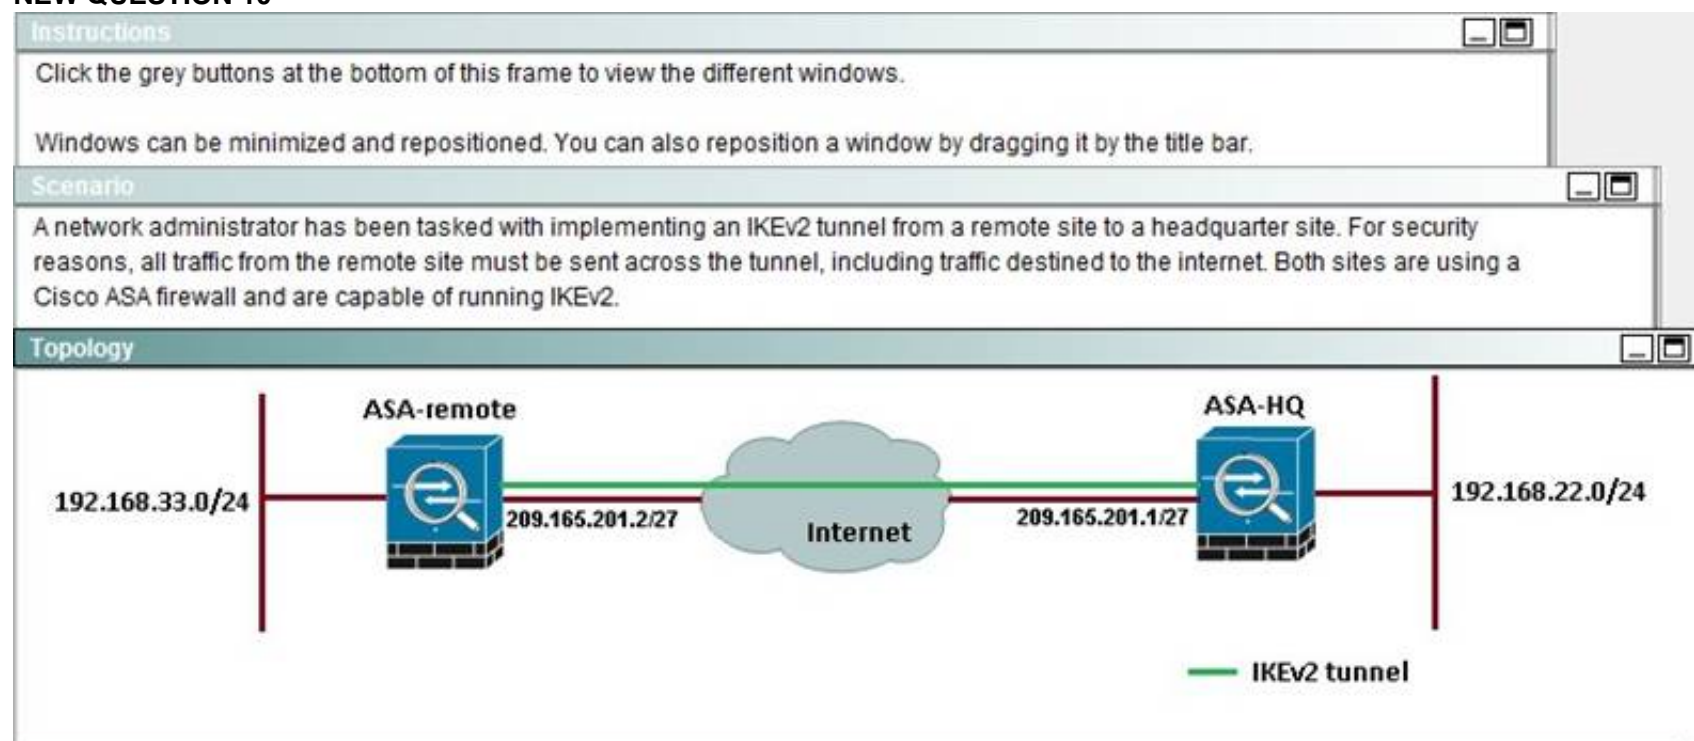 NEW QUESTION 10
Instructions
Click the grey buttons at the bottom of this frame to view the different windows.
Windows can be minimized and repositioned. You can also reposition a window by dragging it by the title bar.
Scenario
A network administrator has been tasked with implementing an IKEv2 tunnel from a remote site to a headquarter site. For security
reasons, all traffic from the remote site must be sent across the tunnel, including traffic destined to the internet. Both sites are using a
Cisco ASA firewall and are capable of running IKEv2.
Topology
ASA-remote
ASA-HQ
192.168.33.0/24
209.165.201.2/27
Internet
209.165.201.1/27
192.168.22.0/24
IKEv2 tunnel